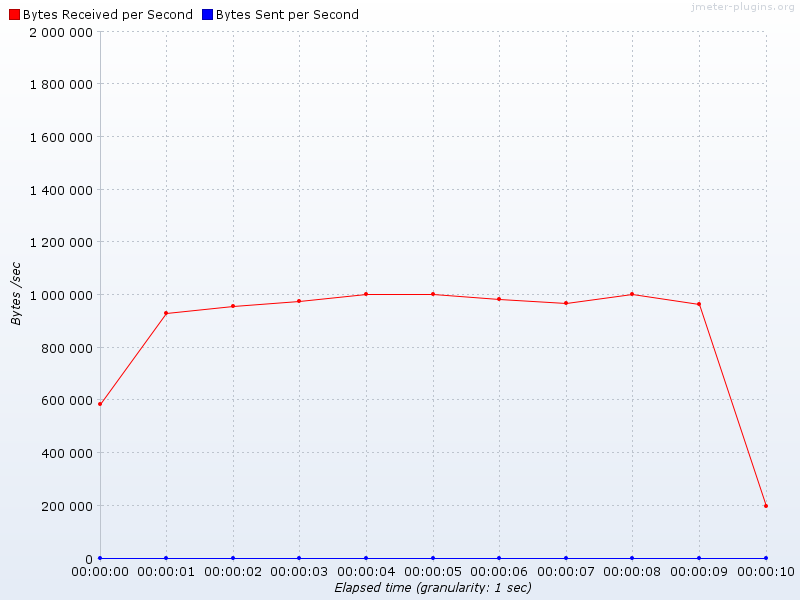 jmeter-plugins.org
Bytes Received per Second Bytes Sent per Second
2 000 000
1 800 000
1 600 000
1 400 000
1 200 000
1 000 000
800 000
600 000
400 000
200 000
0
Bytes /sec
00:00:00 00:00:01 00:00:02 00:00:03 00:00:04 00:00:05 00:00:06 00:00:07 00:00:08 00:00:09 00:00:10
Elapsed time (granularity: 1 sec)